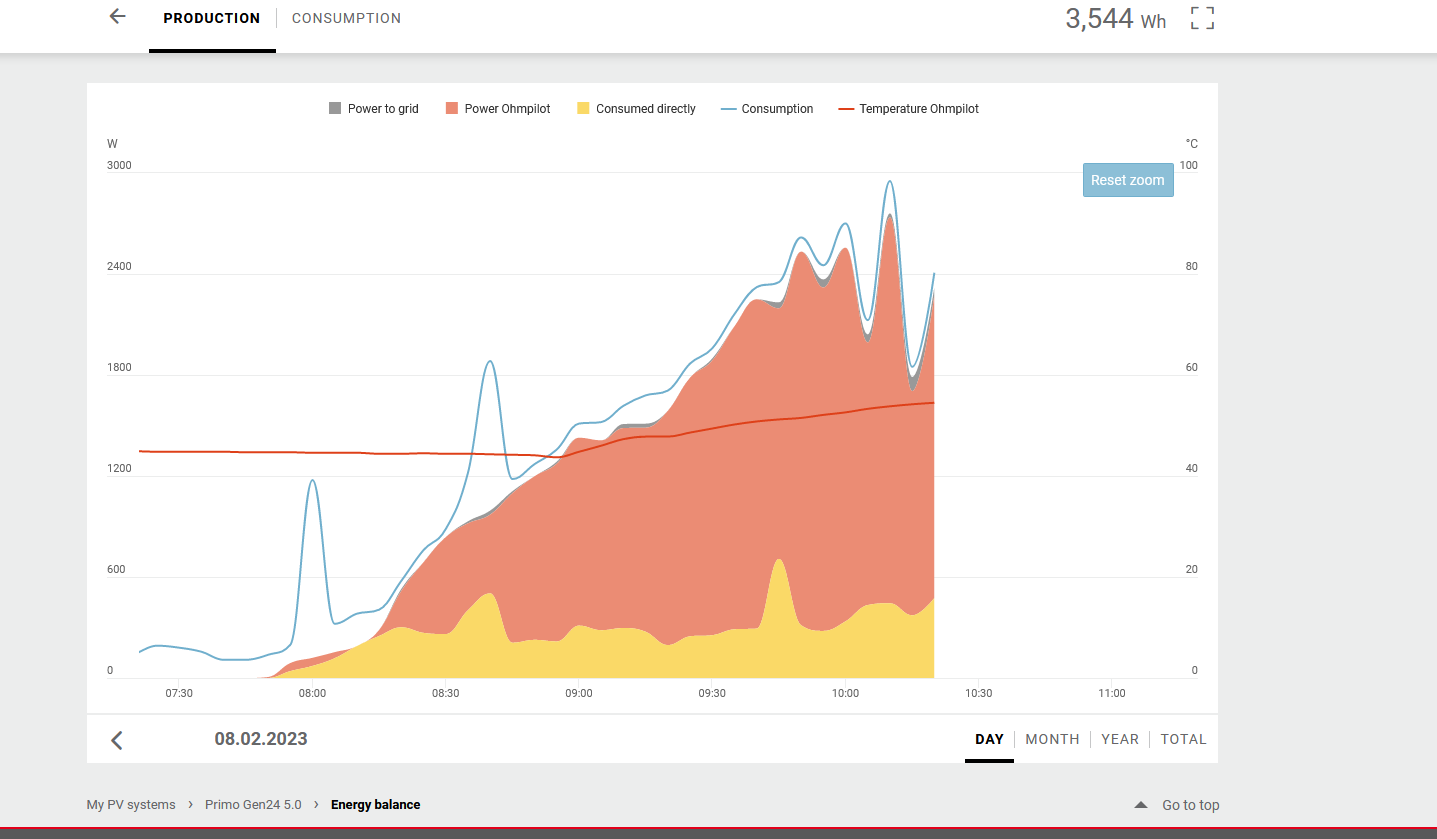 PRODUCTION CONSUMPTION 3,544 Wh
Power to grid Power Ohmpilot Consumed directly Consumption Temperature Ohmpilot
W °C
3000 100
Reset zoom
2400 80
1800 60
1200 40
600 20
0 0
07:30 08:00 08:30 09:00 09:30 10:00 10:30 11:00
08.02.2023 DAY MONTH YEAR TOTAL
My PV systems > Primo Gen24 5.0 > Energy balance Go to top